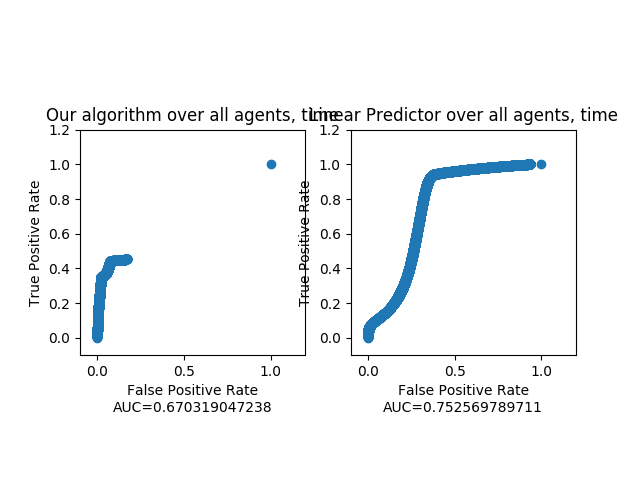 Our algorithm over all agents, time
Linear Predictor over all agents, time
True Positive Rate
1.2
1.0
0.8
0.6
0.4
0.2
0.0
0.0
0.5
1.0
False Positive Rate
AUC=0.670319047238
True Positive Rate
1.2
1.0
0.8
0.6
0.4
0.2
0.0
0.0
0.5
1.0
False Positive Rate
AUC=0.752569789711